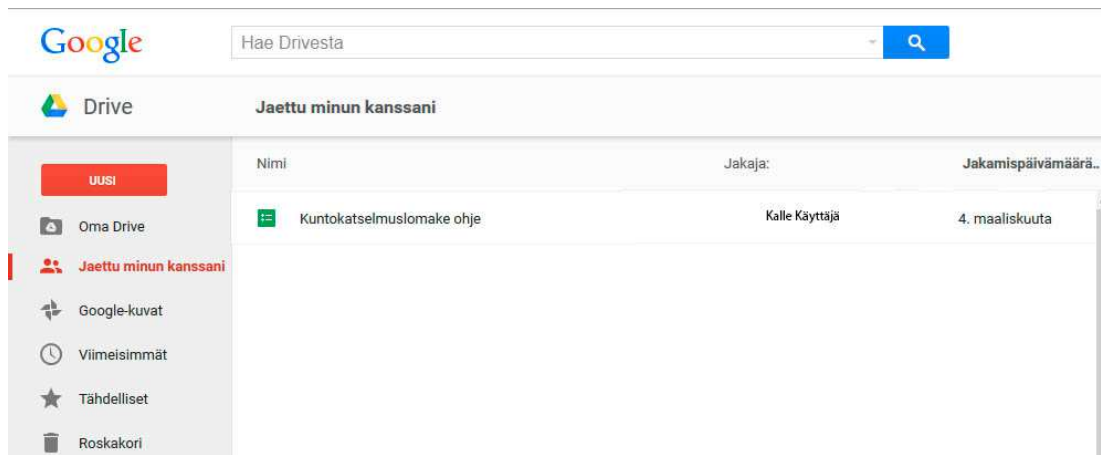 Google
Hae Drivesta
Drive
Jaettu minun kanssani
UUSI
Oma Drive
Jaettu minun kanssani
Google-kuvat
Viimeisimmät
Tähdelliset
Roskakori
Nimi Jakaja: Jakamispäivämäärä..
Kuntokatselmuslomake ohje Kalle Käyttäjä 4. maaliskuuta